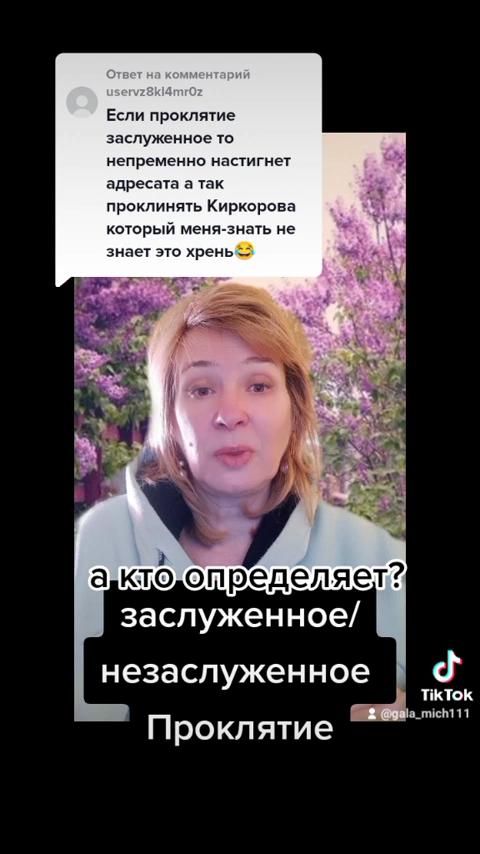 Ответ на комментарий
uservz8kl4mr0z
Если проклятие
заслуженное то
непременно настигнет
адресата а так
проклинять Киркорова
который меня-знать не
знает это хрень😂
а кто определяет?
заслуженное/
незаслуженное
Проклятие
TikTok
@gala_mich111